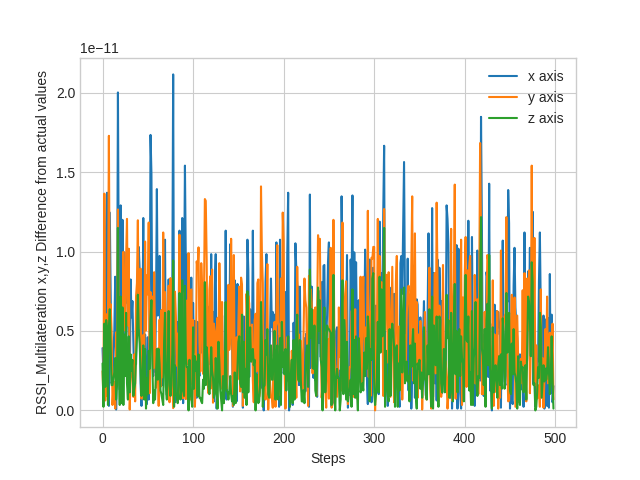 1e−11
RSSI_Multilateration x,y,z Difference from actual values
2.0
1.5
1.0
0.5
0.0
x axis
y axis
z axis
0 100 200 300 400 500
Steps